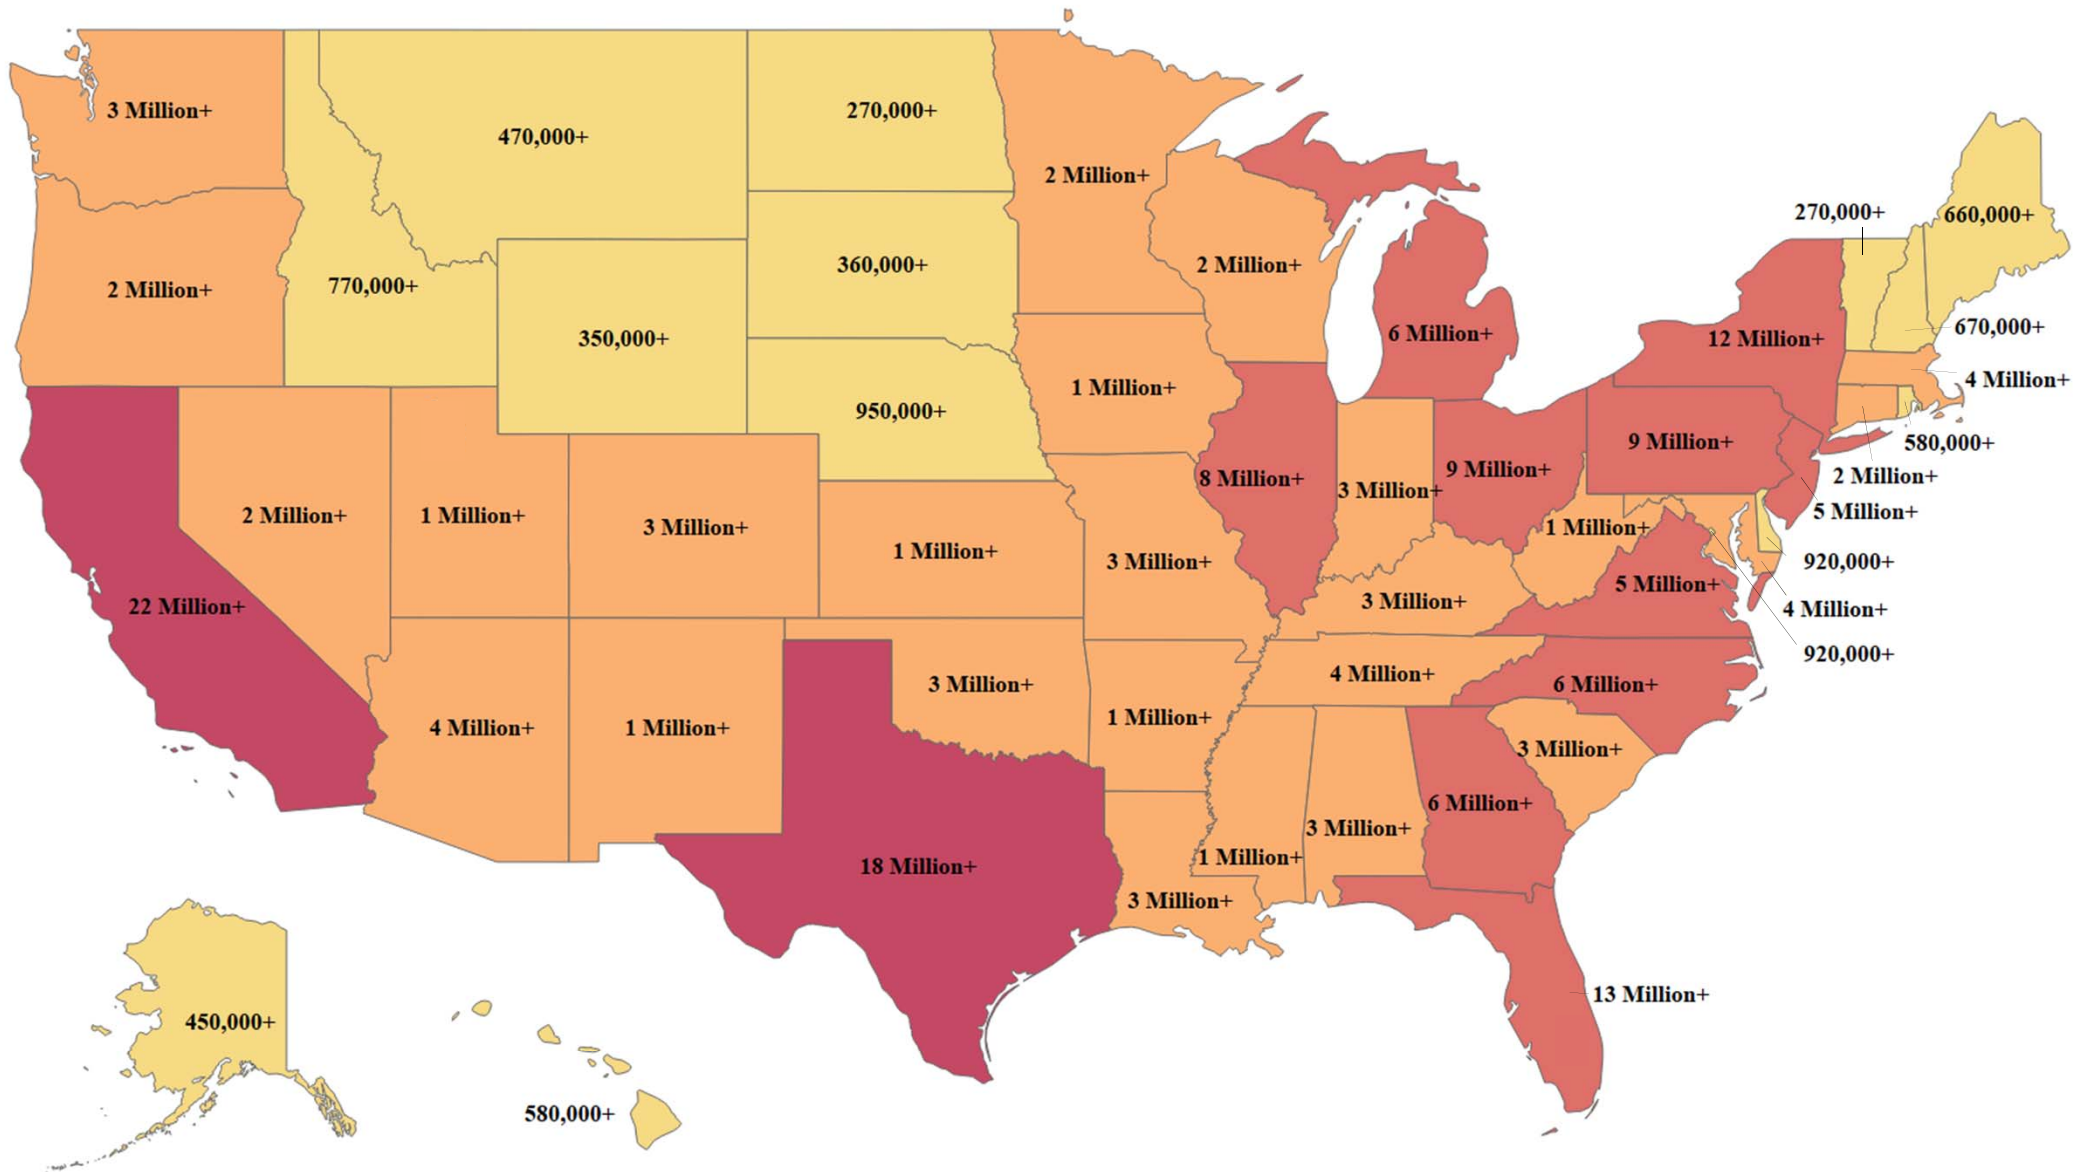 3 Million+
470,000+
270,000+
2 Million+
270,000+
660,000+
2 Million+
770,000+
350,000+
360,000+
2 Million+
6 Million+
12 Million+
670,000+
4 Million+
1 Million+
950,000+
9 Million+
580,000+
8 Million+
3 Million+
9 Million+
2 Million+
5 Million+
2 Million+
1 Million+
3 Million+
1 Million+
3 Million+
1 Million+
920,000+
22 Million+
3 Million+
5 Million+
4 Million+
920,000+
4 Million+
1 Million+
3 Million+
1 Million+
4 Million+
6 Million+
3 Million+
18 Million+
3 Million+
1 Million+
3 Million+
6 Million+
13 Million+
450,000+
580,000+